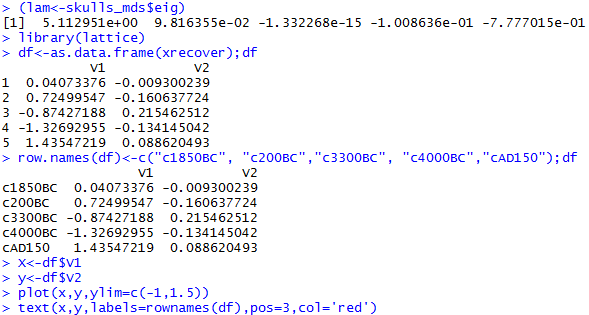 > (lam<-skulls_mds$eig)
[1]  5.112951e+00  9.816355e-02 -1.332268e-15 -1.008636e-01 -7.777015e-01
> library(lattice)
> df<-as.data.frame(xrecover);df
           V1           V2
1  0.04073376 -0.009300239
2  0.72499547 -0.160637724
3 -0.87427188  0.215462512
4 -1.32692955 -0.134145042
5  1.43547219  0.088620493
> row.names(df)<-c("c1850BC", "c200BC","c3300BC", "c4000BC","cAD150");df
                 V1           V2
c1850BC  0.04073376 -0.009300239
c200BC   0.72499547 -0.160637724
c3300BC -0.87427188  0.215462512
c4000BC -1.32692955 -0.134145042
cAD150   1.43547219  0.088620493
> X<-df$V1
> y<-df$V2
> plot(x,y,ylim=c(-1,1.5))
> text(x,y,labels=rownames(df),pos=3,col='red')